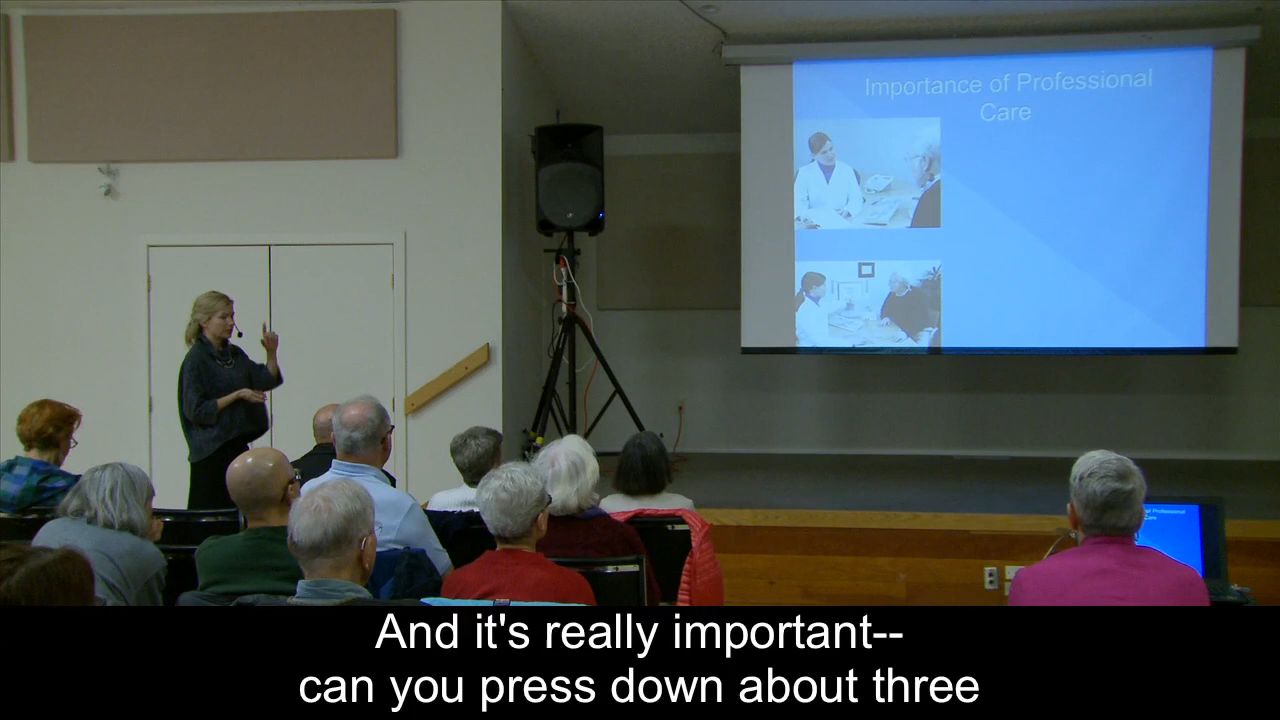 Importance of Professional
Care
And it's really important--
can you press down about three